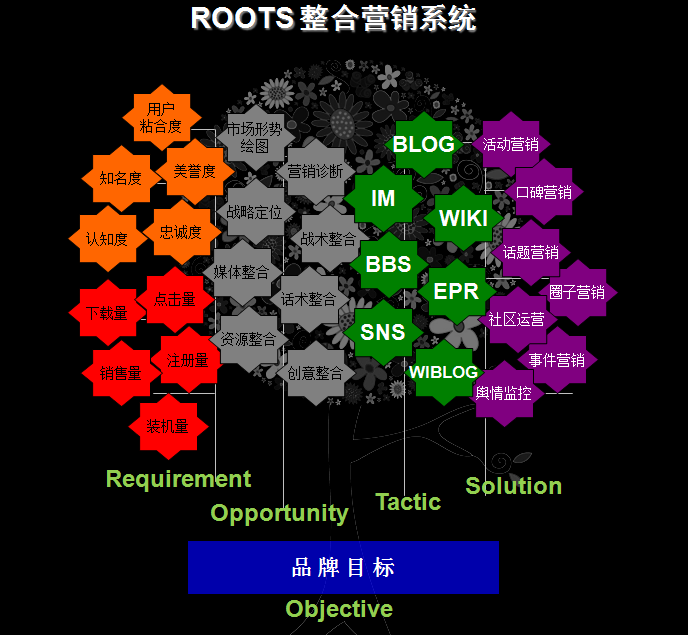 ROOTS 整合营销系统
用户
粘合度
知名度
美誉度
认知度
忠诚度
下载量
点击量
销售量
注册量
装机量
市场形势
绘图
营销诊断
战略定位
战术整合
媒体整合
话术整合
资源整合
创意整合
BLOG
IM
WIKI
BBS
EPR
SNS
WIBLOG
活动营销
口碑营销
话题营销
圈子营销
社区运营
事件营销
舆情监控
Requirement
Opportunity
Tactic
Solution
品牌目标
Objective